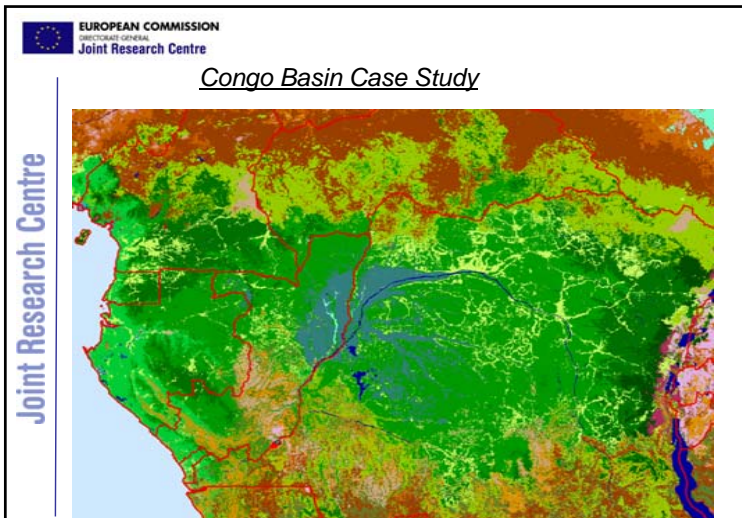 EUROPEAN COMMISSION
DIRECTORATE-GENERAL
Joint Research Centre
Congo Basin Case Study
Joint Research Centre